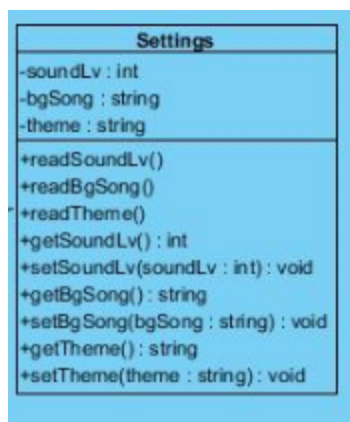 Settings
-soundLv : int
-bgSong : string
-theme : string
+readSoundLv()
+readBgSong()
+readTheme()
+getSoundLv() : int
+setSoundLv(soundLv : int) : void
+getBgSong() : string
+setBgSong(bgSong : string) : void
+getTheme() : string
+setTheme(theme : string) : void